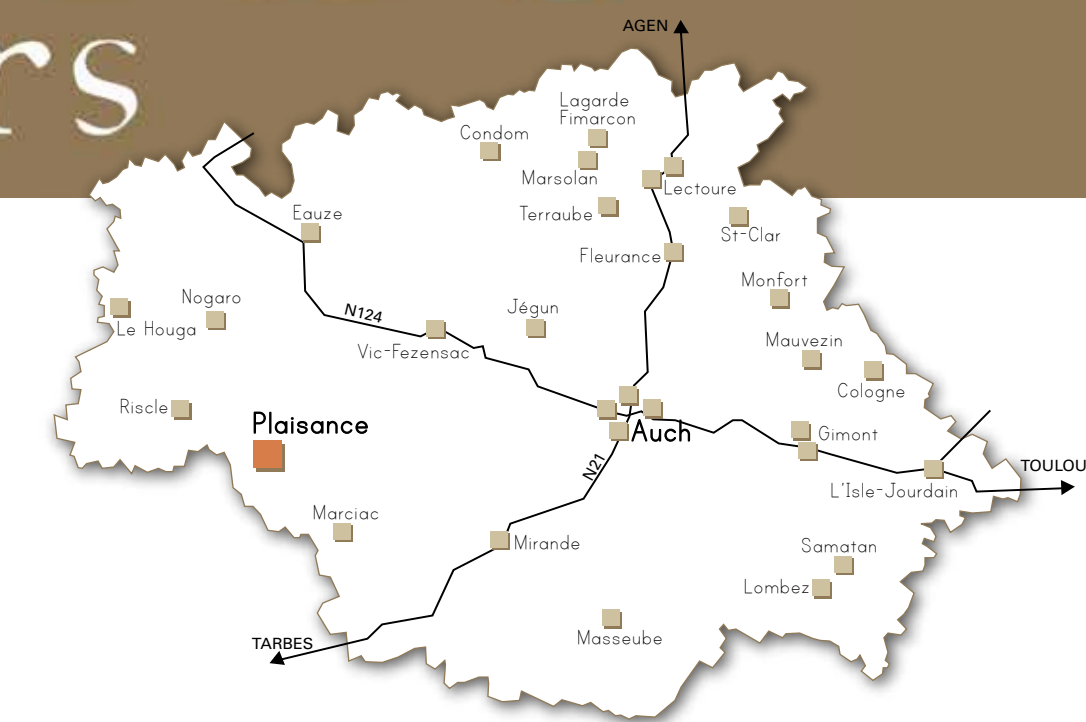 rs
AGEN
Lagarde
Fimarcon
Condom
Marsolan
Lectoure
Terraube
St-Clar
Eauze
Fleurance
Monfort
Nogaro
Le Houga
N124
Jégun
Vic-Fezensac
Mauvezin
Cologne
Riscle
Plaisance
Auch
Gimont
N21
TOULOU
L'Isle-Jourdain
Marciac
Mirande
Samatan
Lombez
Masseube
TARBES